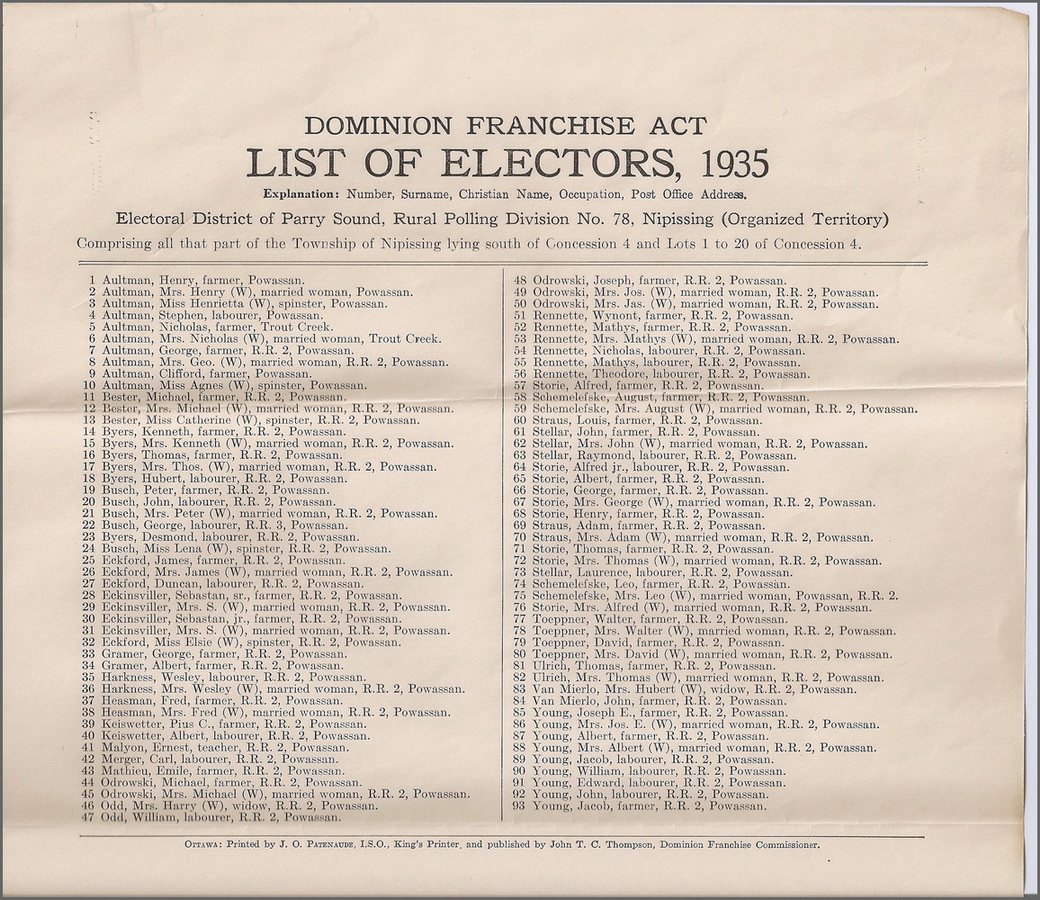 DOMINION FRANCHISE ACT
LIST OF ELECTORS, 1935
Explanation: Number, Surname, Christian Name, Occupation, Post Office Address.
Electoral District of Parry Sound, Rural Polling Division No. 78, Nipissing (Organized Territory)
Comprising all that part of the Township of Nipissing lying south of Concession 4 and Lots 1 to 20 of Concession 4.
1 Aultman, Henry, farmer, Powassan.
2 Aultman, Mrs. Henry (W), married woman, Powassan.
3 Aultman, Miss Henrietta (W), spinster, Powassan.
4 Aultman, Stephen, labourer, Powassan.
5 Aultman, Nicholas, farmer, Trout Creek.
6 Aultman, Mrs. Nicholas (W), married woman, Trout Creek.
7 Aultman, George, farmer, R.R. 2, Powassan.
8 Aultman, Mrs. Geo. (W), married woman, R.R. 2, Powassan.
9 Aultman, Clifford, farmer, Powassan.
10 Aultman, Miss Agnes (W), spinster, Powassan.
11 Bester, Michael, farmer, R.R. 2, Powassan.
12 Bester, Mrs. Michael (W), married woman, R.R. 2, Powassan.
13 Bester, Miss Catherine (W), spinster, R.R. 2, Powassan.
14 Byers, Kenneth, farmer, R.R. 2, Powassan.
15 Byers, Mrs. Kenneth (W), married woman, R.R. 2, Powassan.
16 Byers, Thomas, farmer, R.R. 2, Powassan.
17 Byers, Mrs. Thos. (W), married woman, R.R. 2, Powassan.
18 Byers, Hubert, labourer, R.R. 2, Powassan.
19 Busch, Peter, farmer, R.R. 2, Powassan.
20 Busch, John, labourer, R.R. 2, Powassan.
21 Busch, Mrs. Peter (W), married woman, R.R. 2, Powassan.
22 Busch, George, labourer, R.R. 3, Powassan.
23 Byers, Desmond, labourer, R.R. 2, Powassan.
24 Busch, Miss Lena (W), spinster, R.R. 2, Powassan.
25 Eckford, James, farmer, R.R. 2, Powassan.
26 Eckford, Mrs. James (W), married woman, R.R. 2, Powassan.
27 Eckford, Duncan, labourer, R.R. 2, Powassan.
28 Eckinsviller, Sebastan, sr., farmer, R.R. 2, Powassan.
29 Eckinsviller, Mrs. S. (W), married woman, R.R. 2, Powassan.
30 Eckinsviller, Sebastan, jr., farmer, R.R. 2, Powassan.
31 Eckinsviller, Mrs. S. (W), married woman, R.R. 2, Powassan.
32 Eckford, Miss Elsie (W), spinster, R.R. 2, Powassan.
33 Gramer, George, farmer, R.R. 2, Powassan.
34 Gramer, Albert, farmer, R.R. 2, Powassan.
35 Harkness, Wesley, labourer, R.R. 2, Powassan.
36 Harkness, Mrs. Wesley (W), married woman, R.R. 2, Powassan.
37 Heasman, Fred, farmer, R.R. 2, Powassan.
38 Heasman, Mrs. Fred (W), married woman, R.R. 2, Powassan.
39 Keiswetter, Pius C., farmer, R.R. 2, Powassan.
40 Keiswetter, Albert, labourer, R.R. 2, Powassan.
41 Malyon, Ernest, teacher, R.R. 2, Powassan.
42 Merger, Carl, labourer, R.R. 2, Powassan.
43 Mathieu, Emile, farmer, R.R. 2, Powassan.
44 Odrowski, Michael, farmer, R.R. 2, Powassan.
45 Odrowski, Mrs. Michael (W), married woman, R.R. 2, Powassan.
46 Odd, Mrs. Harry (W), widow, R.R. 2, Powassan.
47 Odd, William, labourer, R.R. 2, Powassan.
48 Odrowski, Joseph, farmer, R.R. 2, Powassan.
49 Odrowski, Mrs. Jos. (W), married woman, R.R. 2, Powassan.
50 Odrowski, Mrs. Jas. (W), married woman, R.R. 2, Powassan.
51 Rennette, Wynont, farmer, R.R. 2, Powassan.
52 Rennette, Mathys, farmer, R.R. 2, Powassan.
53 Rennette, Mrs. Mathys (W), married woman, R.R. 2, Powassan.
54 Rennette, Nicholas, labourer, R.R. 2, Powassan.
55 Rennette, Mathys, labourer, R.R. 2, Powassan.
56 Rennette, Theodore, labourer, R.R. 2, Powassan.
57 Storie, Alfred, farmer, R.R. 2, Powassan.
58 Schemelefske, August, farmer, R.R. 2, Powassan.
59 Schemelefske, Mrs. August (W), married woman, R.R. 2, Powassan.
60 Straus, Louis, farmer, R.R. 2, Powassan.
61 Stellar, John, farmer, R.R. 2, Powassan.
62 Stellar, Mrs. John (W), married woman, R.R. 2, Powassan.
63 Stellar, Raymond, labourer, R.R. 2, Powassan.
64 Storie, Alfred jr., labourer, R.R. 2, Powassan.
65 Storie, Albert, farmer, R.R. 2, Powassan.
66 Storie, George, farmer, R.R. 2, Powassan.
67 Storie, Mrs. George (W), married woman, R.R. 2, Powassan.
68 Storie, Henry, farmer, R.R. 2, Powassan.
69 Straus, Adam, farmer, R.R. 2, Powassan.
70 Straus, Mrs. Adam (W), married woman, R.R. 2, Powassan.
71 Storie, Thomas, farmer, R.R. 2, Powassan.
72 Storie, Mrs. Thomas (W), married woman, R.R. 2, Powassan.
73 Stellar, Laurence, labourer, R.R. 2, Powassan.
74 Schemelefske, Leo, farmer, R.R. 2, Powassan.
75 Schemelefske, Mrs. Leo (W), married woman, Powassan, R.R. 2.
76 Storie, Mrs. Alfred (W), married woman, R.R. 2, Powassan.
77 Toeppner, Walter, farmer, R.R. 2, Powassan.
78 Toeppner, Mrs. Walter (W), married woman, R.R. 2, Powassan.
79 Toeppner, David, farmer, R.R. 2, Powassan.
80 Toeppner, Mrs. David (W), married woman, R.R. 2, Powassan.
81 Ulrich, Thomas, farmer, R.R. 2, Powassan.
82 Ulrich, Mrs. Thomas (W), married woman, R.R. 2, Powassan.
83 Van Mierlo, Mrs. Hubert (W), widow, R.R. 2, Powassan.
84 Van Mierlo, John, farmer, R.R. 2, Powassan.
85 Young, Joseph E., farmer, R.R. 2, Powassan.
86 Young, Mrs. Jos. E. (W), married woman, R.R. 2, Powassan.
87 Young, Albert, farmer, R.R. 2, Powassan.
88 Young, Mrs. Albert (W), married woman, R.R. 2, Powassan.
89 Young, Jacob, labourer, R.R. 2, Powassan.
90 Young, William, labourer, R.R. 2, Powassan.
91 Young, Edward, labourer, R.R. 2, Powassan.
92 Young, John, labourer, R.R. 2, Powassan.
93 Young, Jacob, farmer, R.R. 2, Powassan.
OTTAWA: Printed by J. O. PATENAUDE, I.S.O., King's Printer, and published by John T. C. Thompson, Dominion Franchise Commissioner.